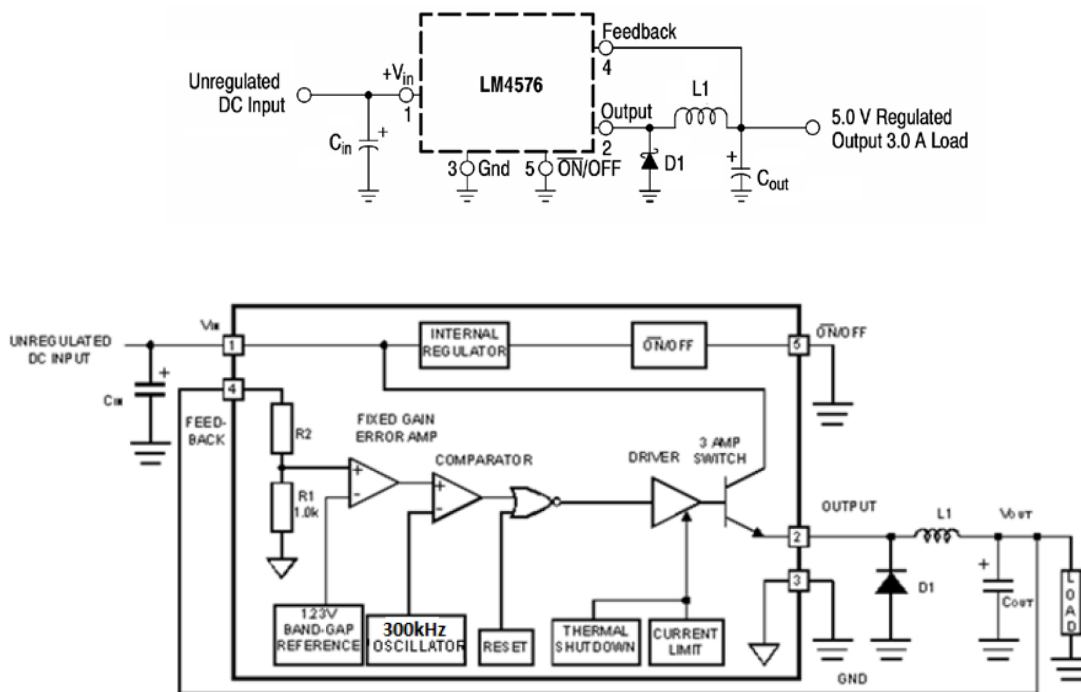 Feedback
4
Unregulated
DC Input
+Vin
1
LM4576
Output
2
L1
5.0 V Regulated
Output 3.0 A Load
Cin
+
3 Gnd
5 ON/OFF
D1
+
Cout
UNREGULATED
DC INPUT
VIN
1
INTERNAL
REGULATOR
ON/OFF
5
ON/OFF
+
CIN
4
FEED-
BACK
R2
FIXED GAIN
ERROR AMP
COMPARATOR
DRIVER
3 AMP
SWITCH
R1
1.0k
+
-
+
-
OUTPUT
2
L1
VOUT
3
D1
+
COUT
LOAD
1.23V
BAND-GAP
REFERENCE
300kHz
OSCILLATOR
RESET
THERMAL
SHUTDOWN
CURRENT
LIMIT
GND